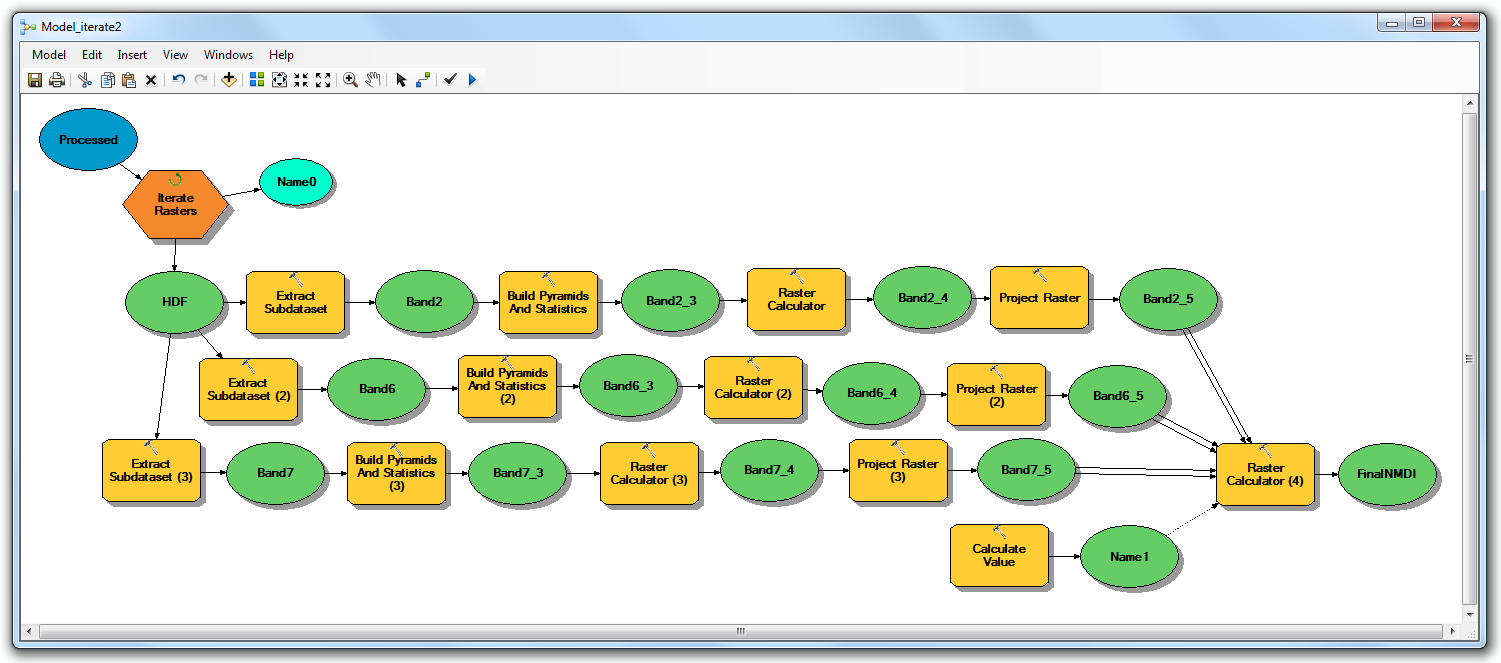 Model_iterate2
Model Edit Insert View Windows Help
Processed
Iterate
Rasters
Name0
HDF
Extract
Subdataset
Band2
Build Pyramids
And Statistics
Band2_3
Raster
Calculator
Band2_4
Project Raster
Band2_5
Extract
Subdataset (2)
Band6
Build Pyramids
And Statistics
(2)
Band6_3
Raster
Calculator (2)
Band6_4
Project Raster
(2)
Band6_5
Extract
Subdataset (3)
Band7
Build Pyramids
And Statistics
(3)
Band7_3
Raster
Calculator (3)
Band7_4
Project Raster
(3)
Band7_5
Raster
Calculator (4)
FinalNMDI
Calculate
Value
Name1